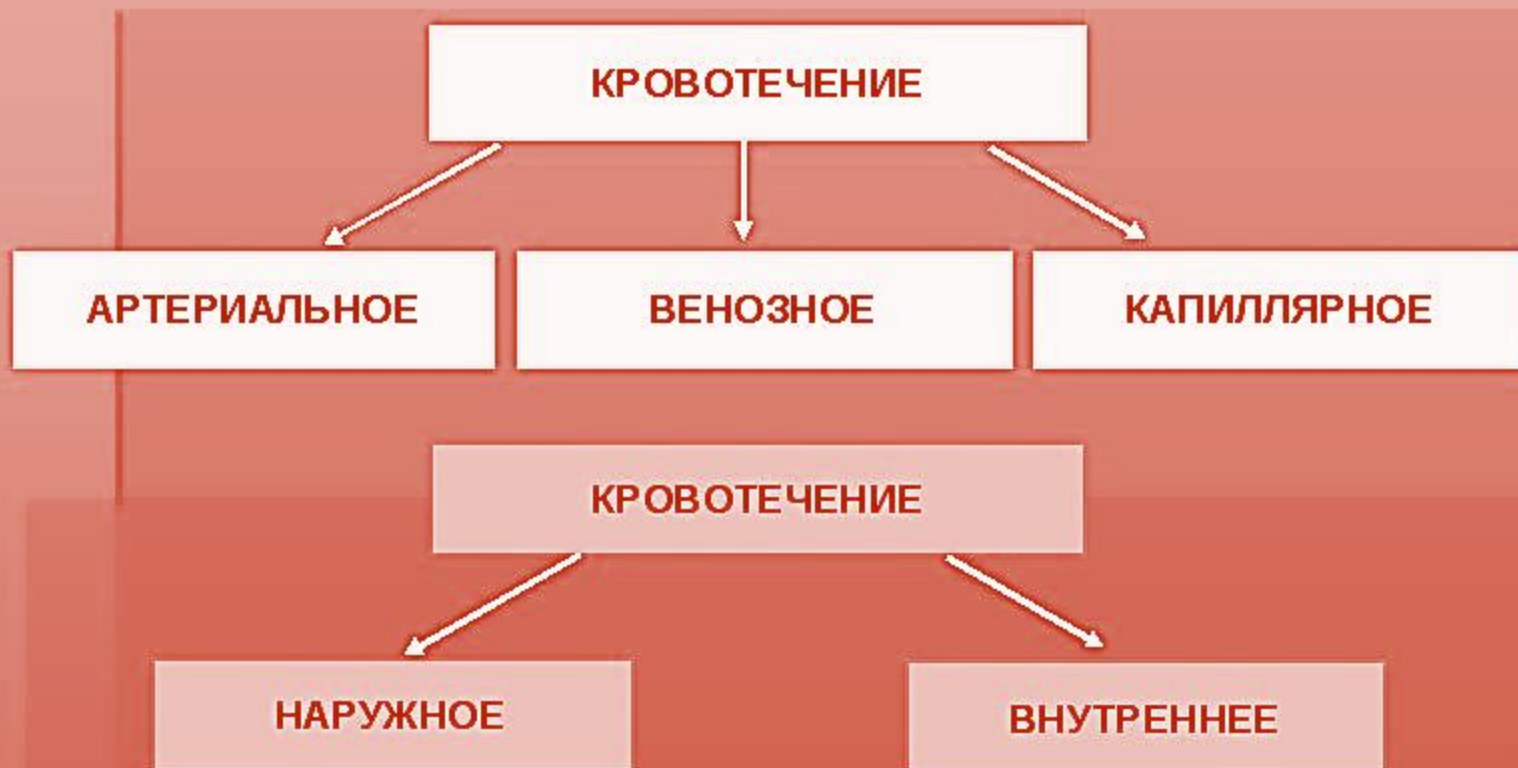 КРОВОТЕЧЕНИЕ
АРТЕРИАЛЬНОЕ
ВЕНОЗНОЕ
КАПИЛЛЯРНОЕ
КРОВОТЕЧЕНИЕ
НАРУЖНОЕ
ВНУТРЕННЕЕ